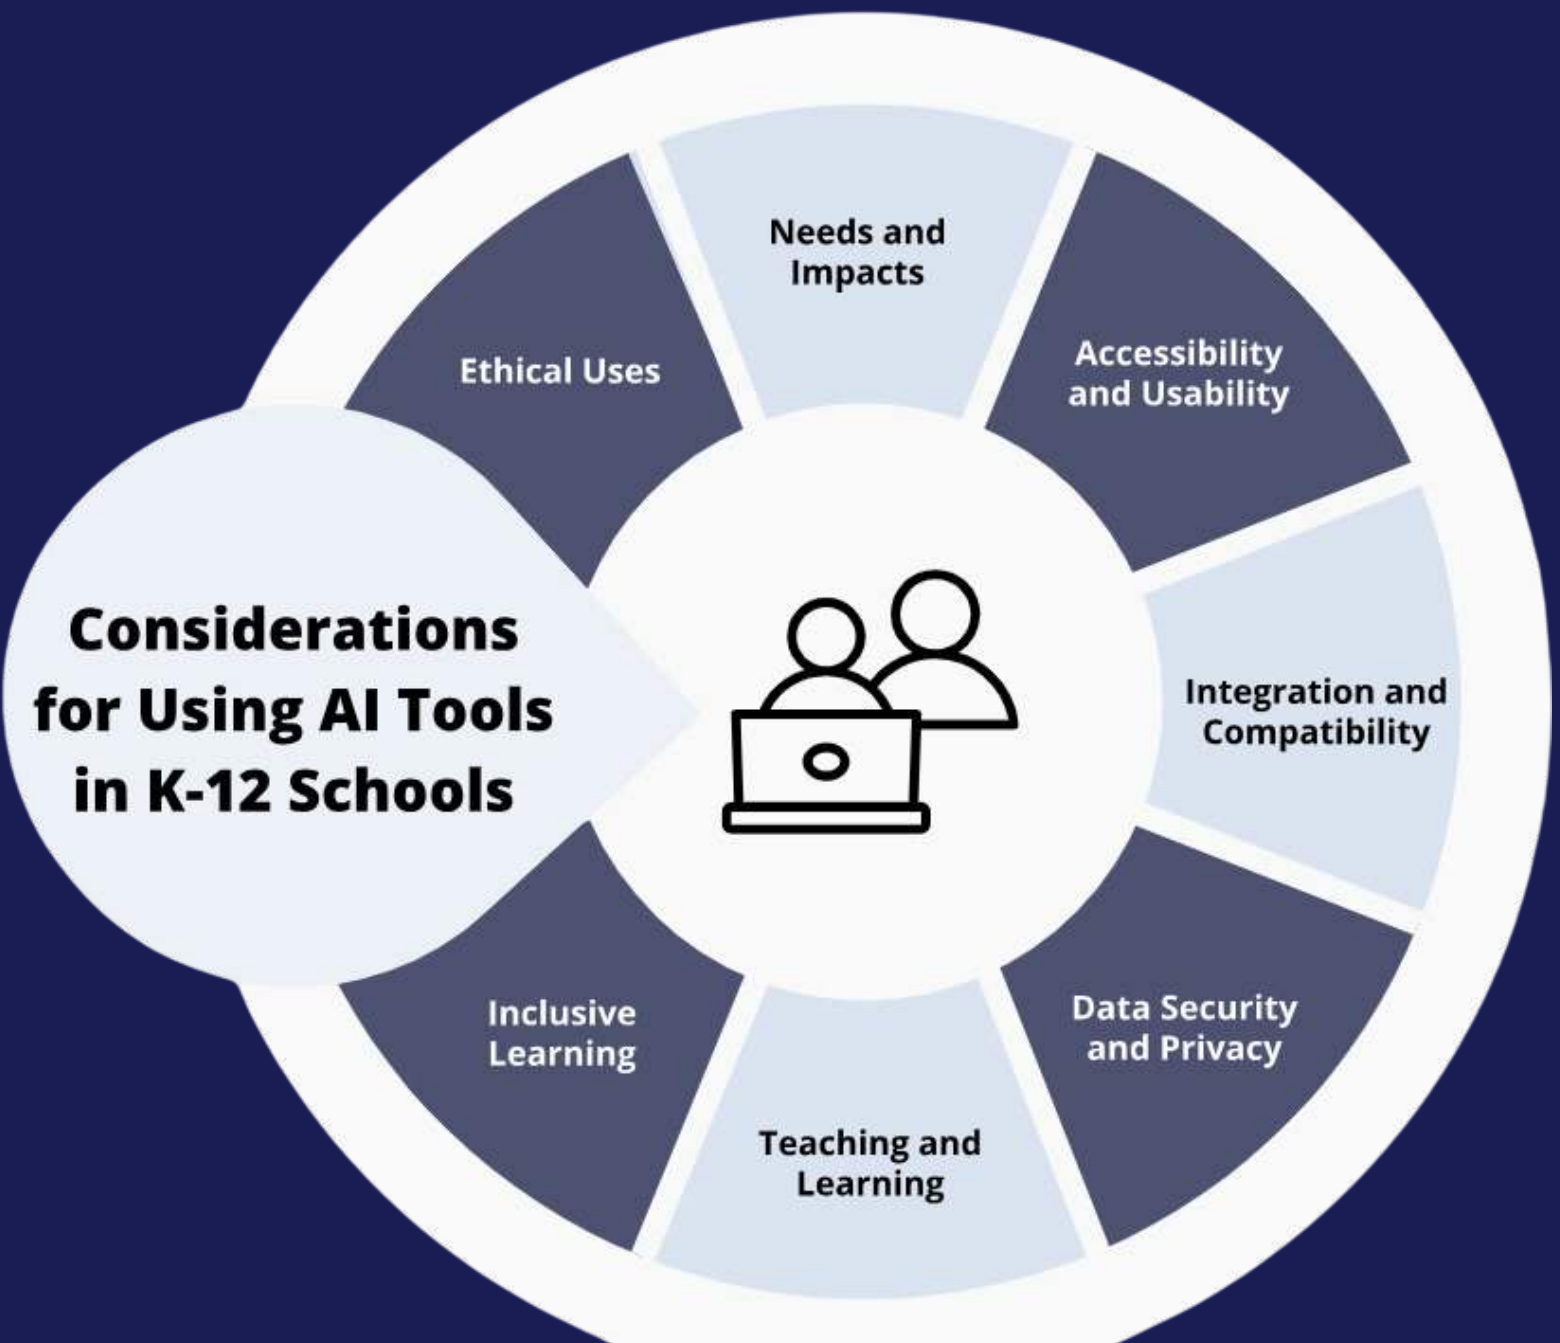 Considerations
for Using AI Tools
in K-12 Schools
Ethical Uses
Needs and
Impacts
Accessibility
and Usability
Integration and
Compatibility
Data Security
and Privacy
Teaching and
Learning
Inclusive
Learning